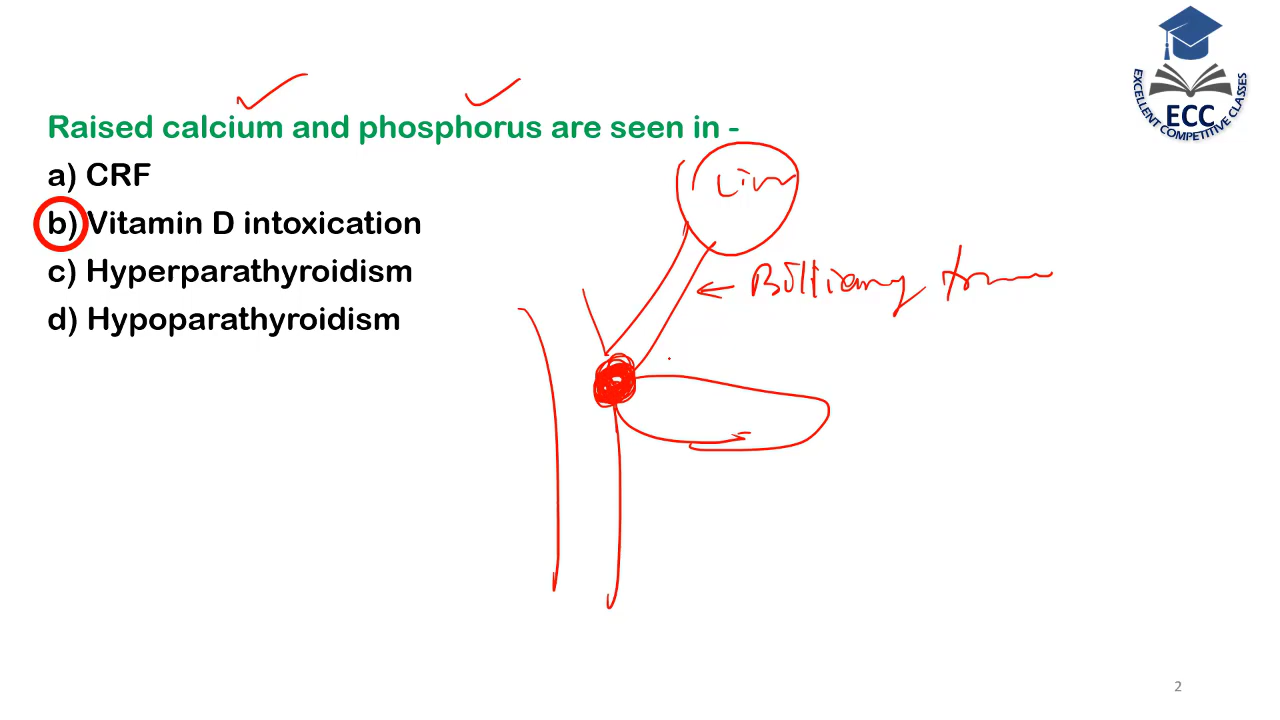 EXCELLENT COMPETITIVE CLASSES
ECC
Raised calcium and phosphorus are seen in -
a) CRF
b) Vitamin D intoxication
c) Hyperparathyroidism
d) Hypoparathyroidism
2